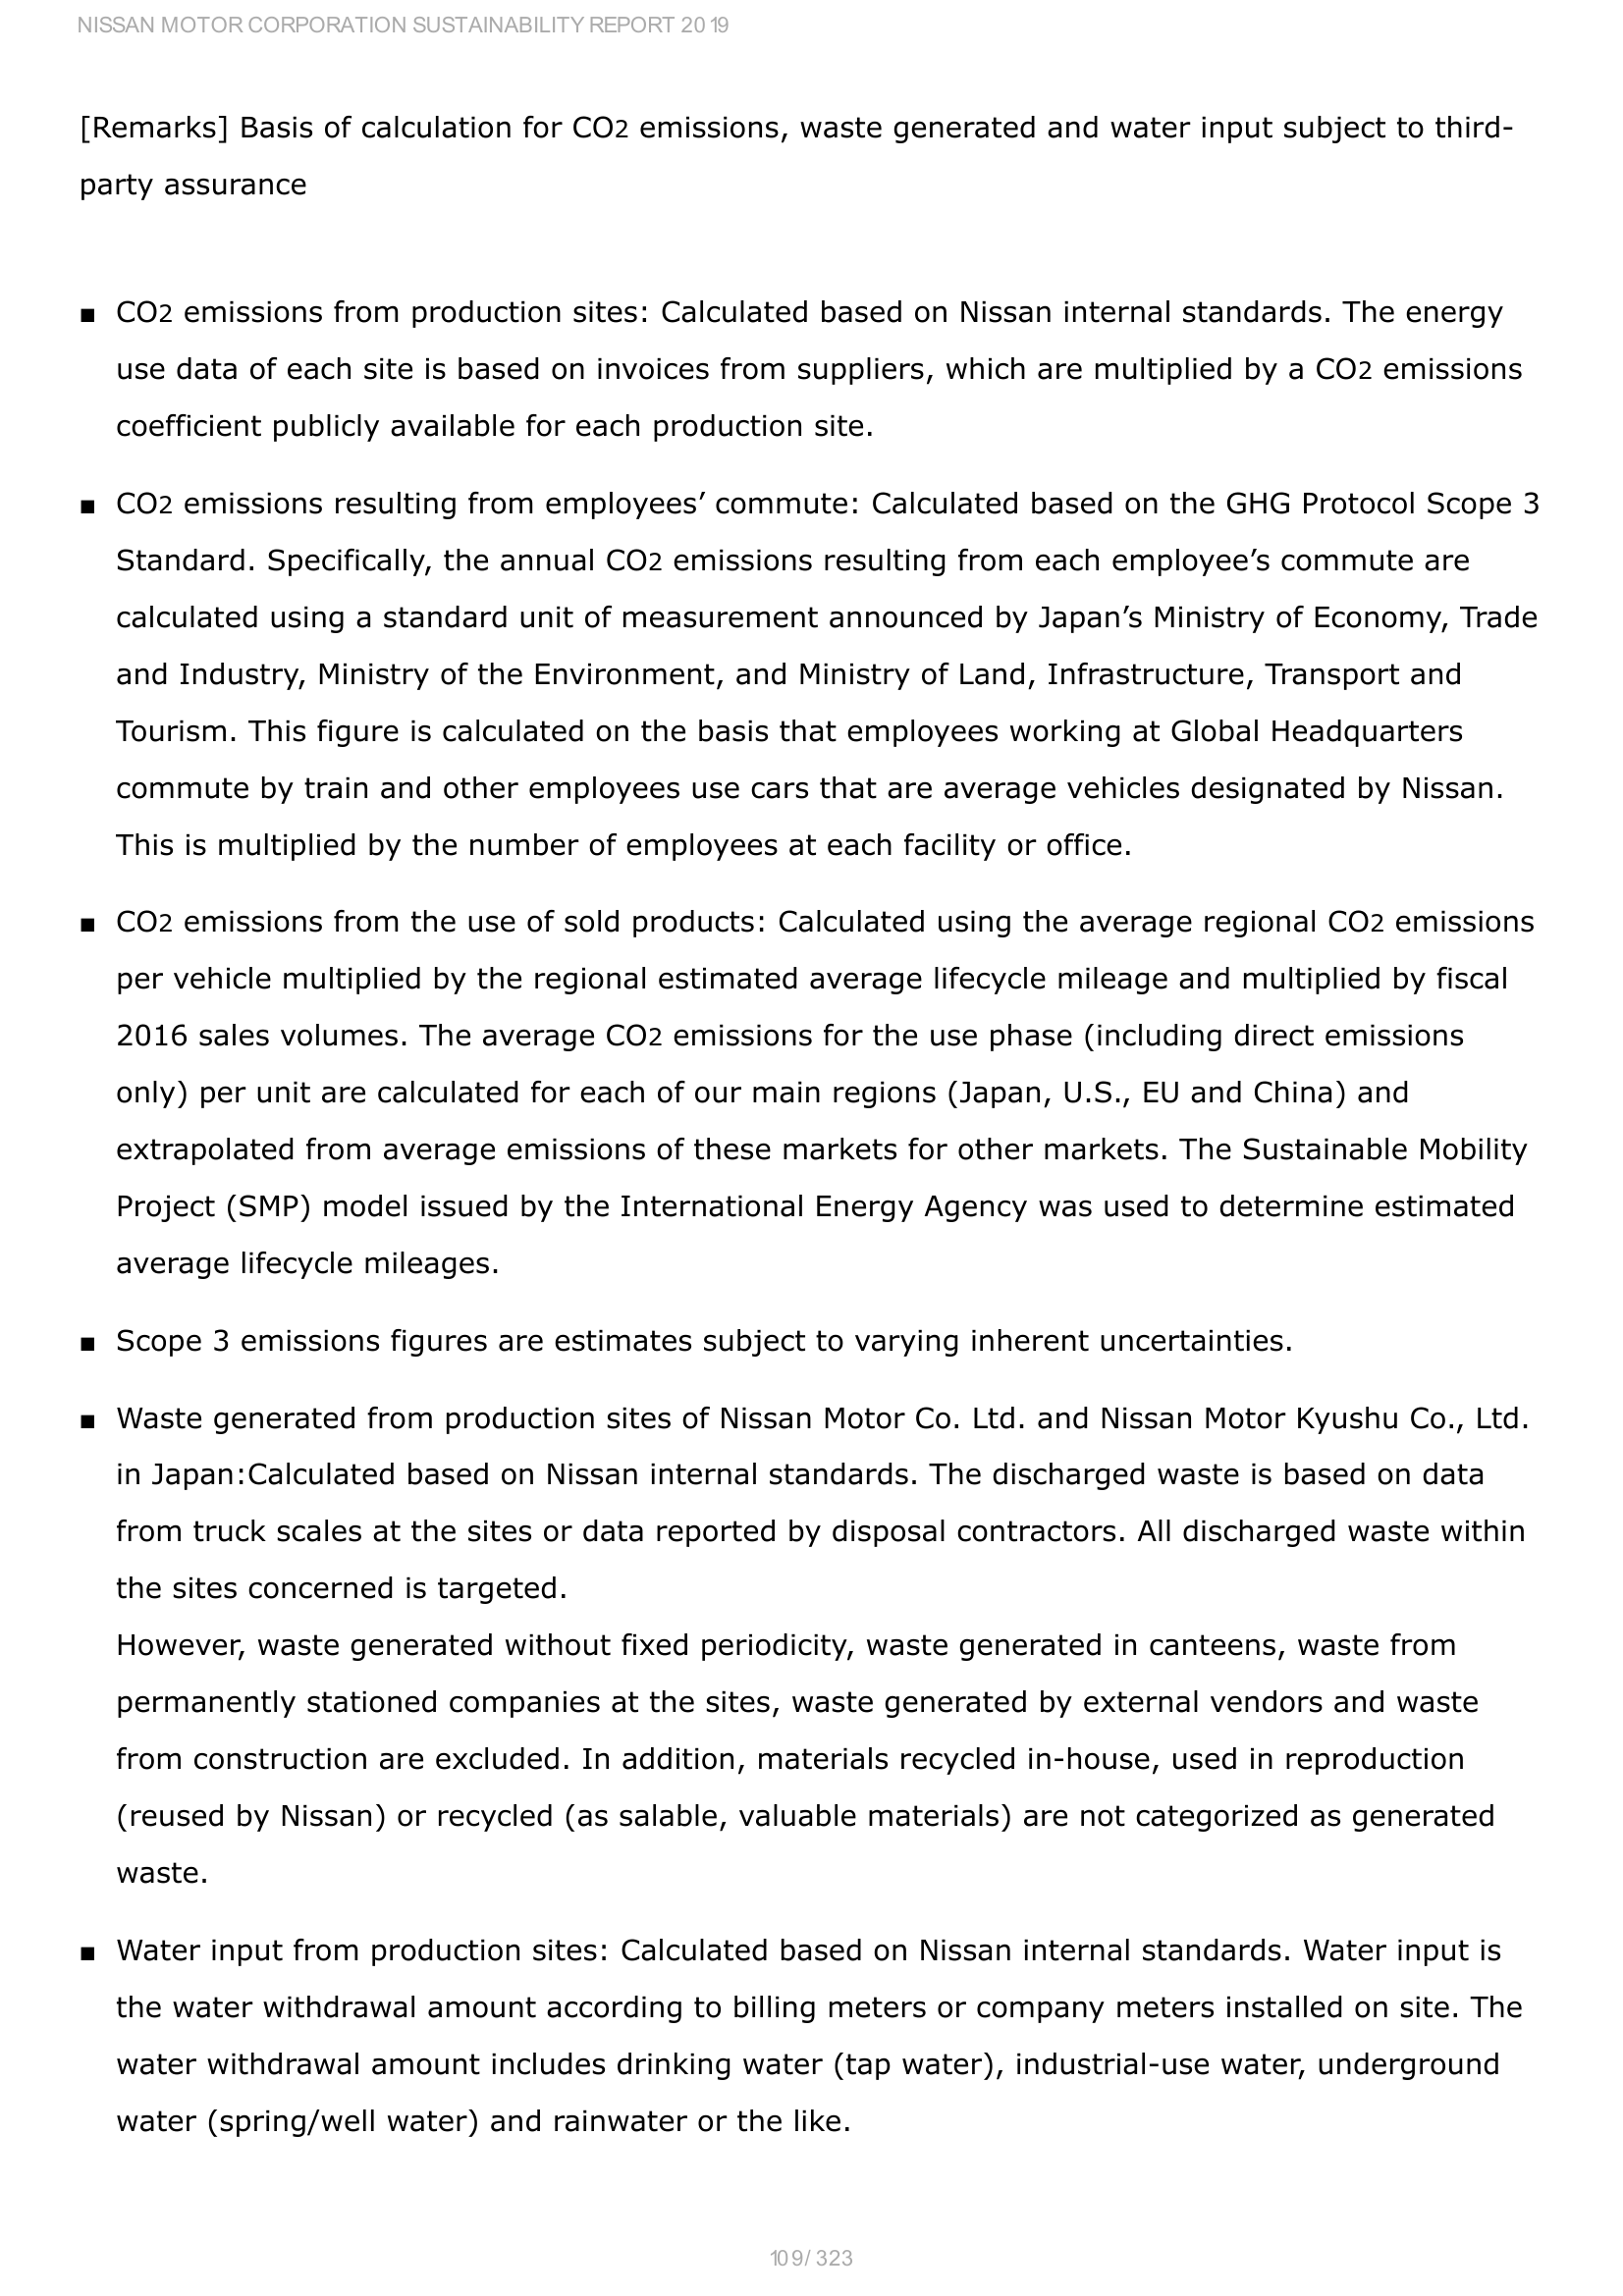 NISSAN MOTOR CORPORATION SUSTAINABILITY REPORT 2019
[Remarks] Basis of calculation for CO2 emissions, waste generated and water input subject to third-
party assurance
■ CO2 emissions from production sites: Calculated based on Nissan internal standards. The energy
use data of each site is based on invoices from suppliers, which are multiplied by a CO2 emissions
coefficient publicly available for each production site.
■ CO2 emissions resulting from employees’ commute: Calculated based on the GHG Protocol Scope 3
Standard. Specifically, the annual CO2 emissions resulting from each employee’s commute are
calculated using a standard unit of measurement announced by Japan’s Ministry of Economy, Trade
and Industry, Ministry of the Environment, and Ministry of Land, Infrastructure, Transport and
Tourism. This figure is calculated on the basis that employees working at Global Headquarters
commute by train and other employees use cars that are average vehicles designated by Nissan.
This is multiplied by the number of employees at each facility or office.
■ CO2 emissions from the use of sold products: Calculated using the average regional CO2 emissions
per vehicle multiplied by the regional estimated average lifecycle mileage and multiplied by fiscal
2016 sales volumes. The average CO2 emissions for the use phase (including direct emissions
only) per unit are calculated for each of our main regions (Japan, U.S., EU and China) and
extrapolated from average emissions of these markets for other markets. The Sustainable Mobility
Project (SMP) model issued by the International Energy Agency was used to determine estimated
average lifecycle mileages.
■ Scope 3 emissions figures are estimates subject to varying inherent uncertainties.
■ Waste generated from production sites of Nissan Motor Co. Ltd. and Nissan Motor Kyushu Co., Ltd.
in Japan:Calculated based on Nissan internal standards. The discharged waste is based on data
from truck scales at the sites or data reported by disposal contractors. All discharged waste within
the sites concerned is targeted.
However, waste generated without fixed periodicity, waste generated in canteens, waste from
permanently stationed companies at the sites, waste generated by external vendors and waste
from construction are excluded. In addition, materials recycled in-house, used in reproduction
(reused by Nissan) or recycled (as salable, valuable materials) are not categorized as generated
waste.
■ Water input from production sites: Calculated based on Nissan internal standards. Water input is
the water withdrawal amount according to billing meters or company meters installed on site. The
water withdrawal amount includes drinking water (tap water), industrial-use water, underground
water (spring/well water) and rainwater or the like.
109/ 323